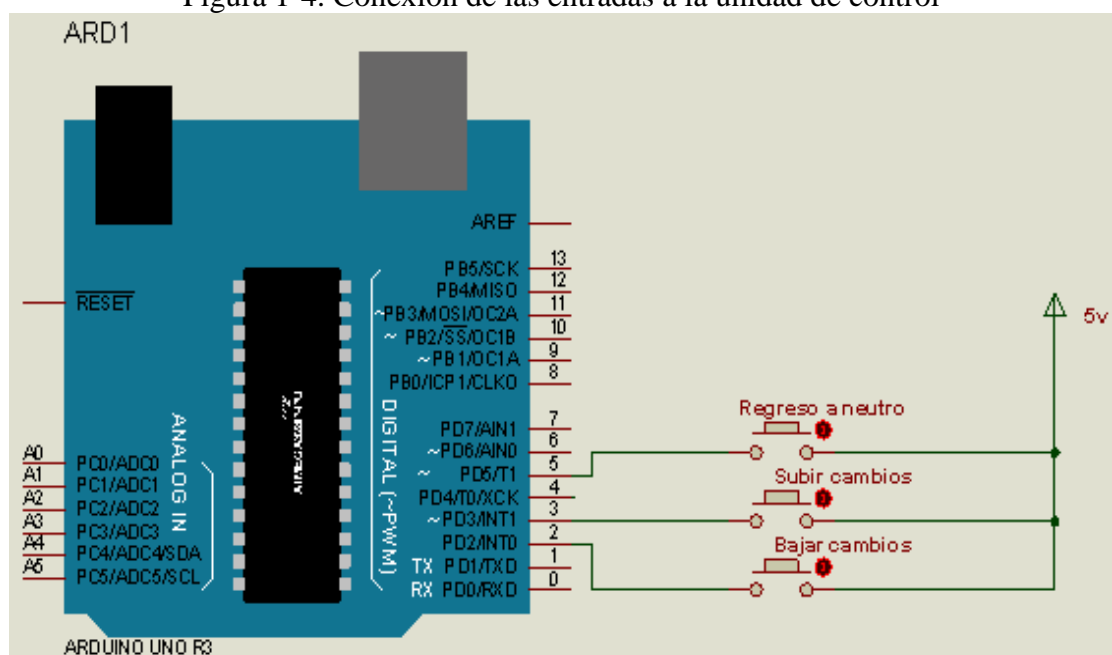 Figura 1-4. Conexión de las entradas a la unidad de control
ARD1
AREF
RESET
PB5/SCK 13
PB4/MISO 12
~PB3/MOSI/OC2A 11
~ PB2/SS/OC1B 10
~PB1/OC1A 9
PB0/ICP1/CLKO 8
PD7/AIN1 7
~PD6/AIN0 6
~ PD5/T1 5
PD4/T0/XCK 4
~PD3/INT1 3
PD2/INT0 2
TX PD1/TXD 1
RX PD0/RXD 0
DIGITAL (~PWM)
ANALOG IN
A0 PC0/ADC0
A1 PC1/ADC1
A2 PC2/ADC2
A3 PC3/ADC3
A4 PC4/ADC4/SDA
A5 PC5/ADC5/SCL
5v
Regreso a neutro
Subir cambios
Bajar cambios
ARDUINO UNO R3